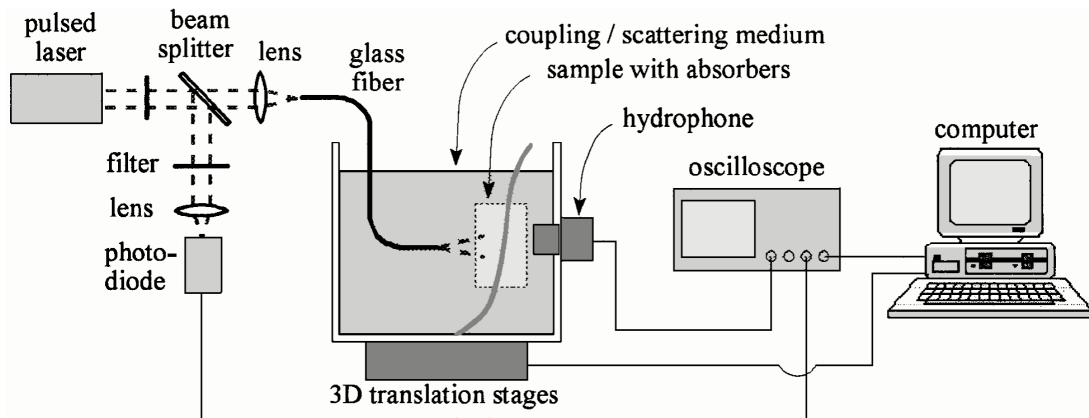 pulsed
laser
beam
splitter
lens
glass
fiber
coupling / scattering medium
sample with absorbers
hydrophone
oscilloscope
computer
filter
lens
photo-
diode
3D translation stages